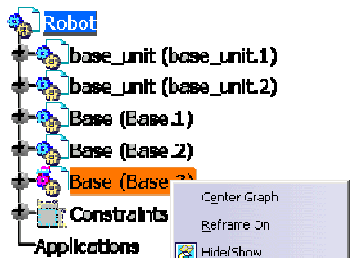 Robot
base_unit (base_unit.1)
base_unit (base_unit.2)
Base (Base.1)
Base (Base.2)
Base (Base.3)
Center Graph
Reframe On
Constraints
Hide/Show
Applications